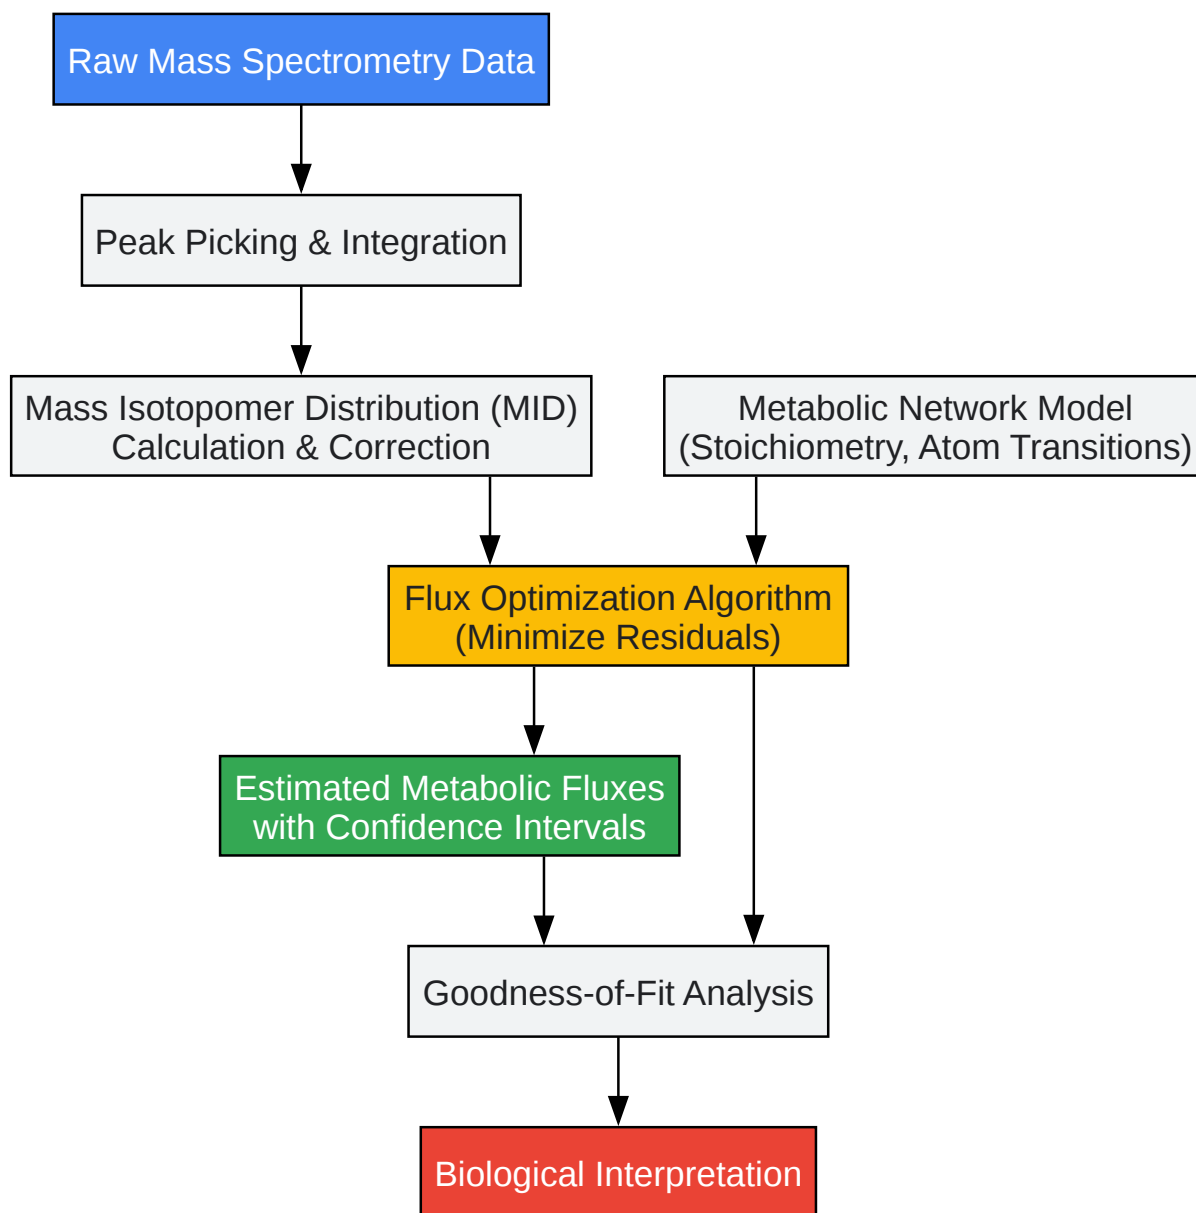 Raw Mass Spectrometry Data
Peak Picking & Integration
Mass Isotopomer Distribution (MID)
Calculation & Correction
Metabolic Network Model
(Stoichiometry, Atom Transitions)
Flux Optimization Algorithm
(Minimize Residuals)
Estimated Metabolic Fluxes
with Confidence Intervals
Goodness-of-Fit Analysis
Biological Interpretation